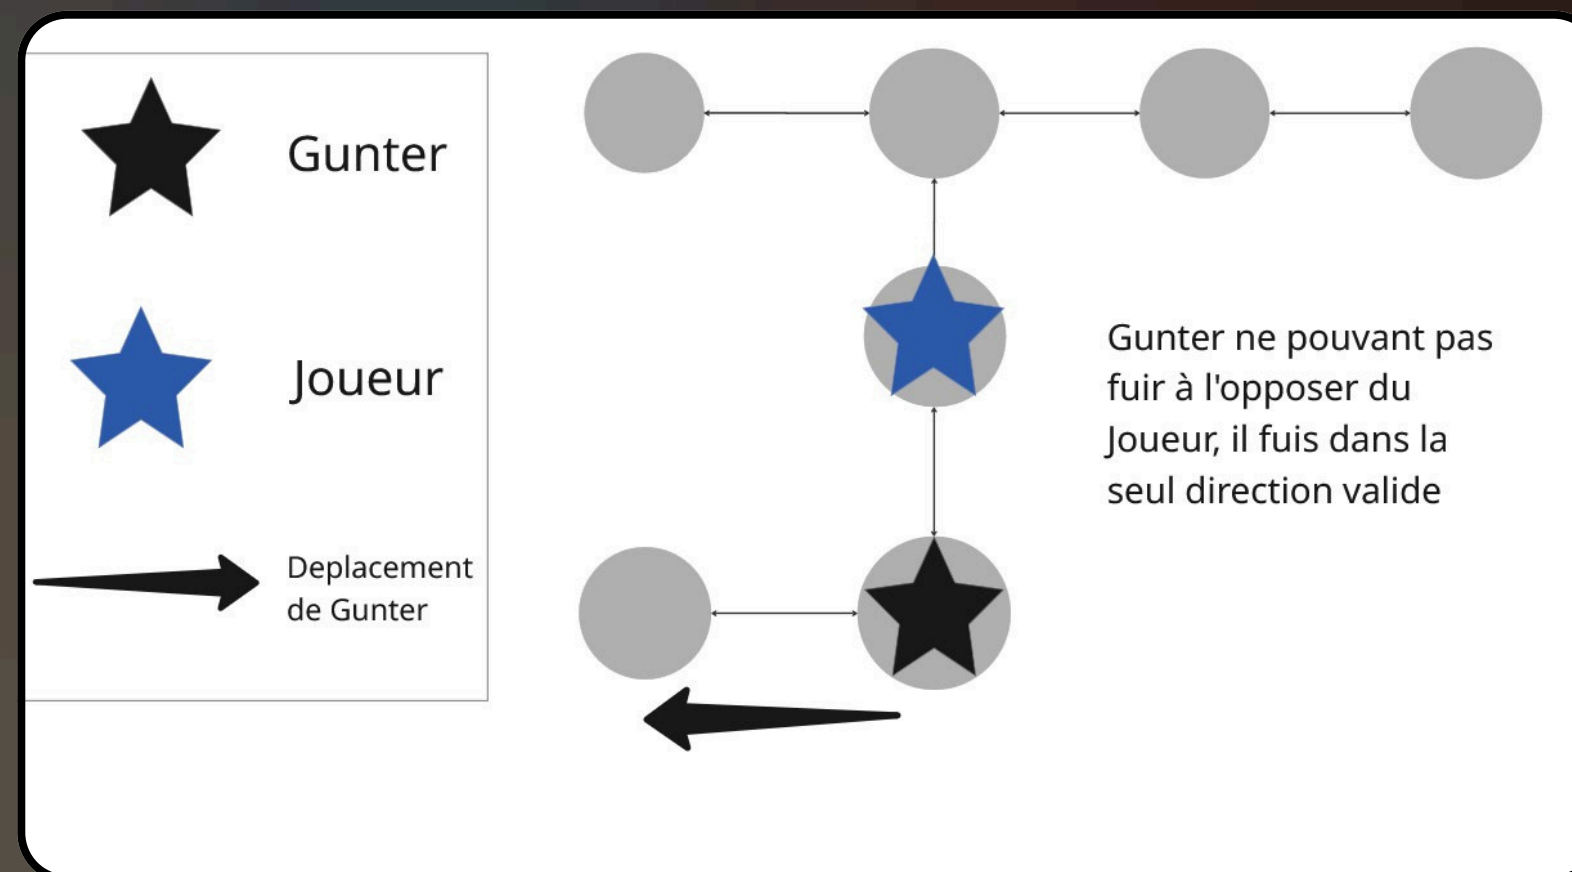 Gunter
Joueur
Deplacement
de Gunter
Gunter ne pouvant pas
fuir à l'opposer du
Joueur, il fuis dans la
seul direction valide